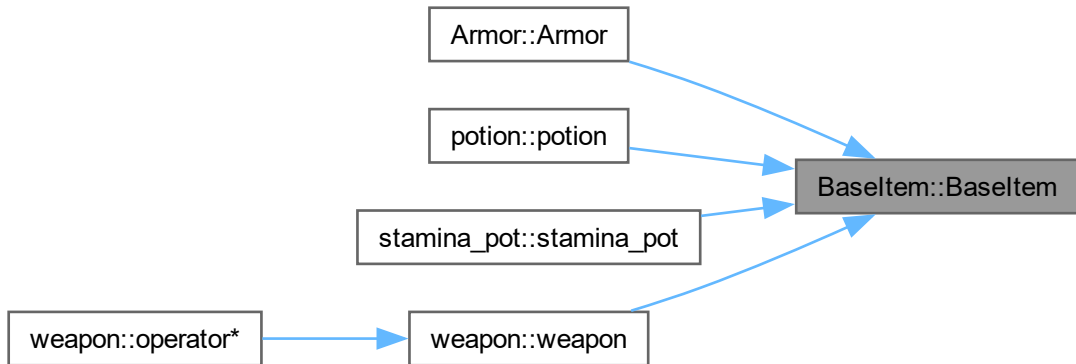 Armor::Armor
potion::potion
BaseItem::BaseItem
stamina_pot::stamina_pot
weapon::operator*
weapon::weapon